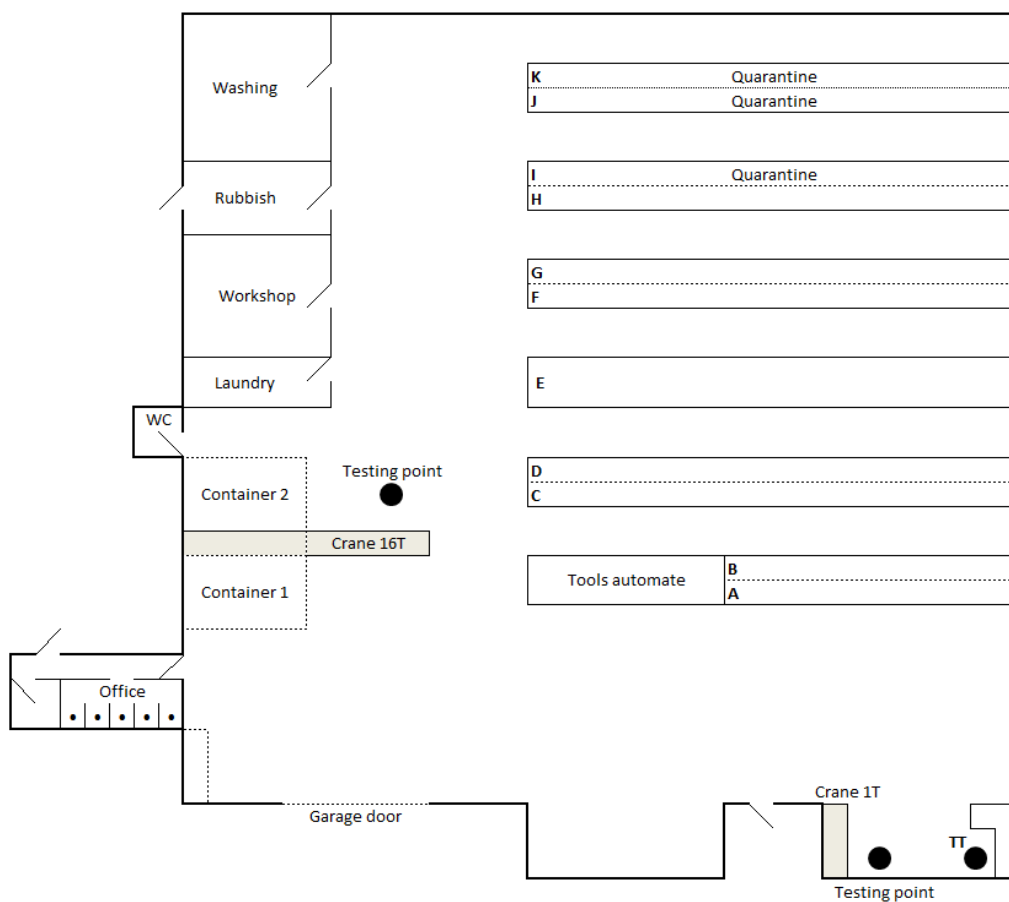 K Quarantine
Washing
J Quarantine
I Quarantine
Rubbish
H
G
Workshop
F
Laundry
E
WC
Testing point
D
Container 2
C
Crane 16T
B
Tools automate
Container 1
A
Office
Crane 1T
Garage door
TT
Testing point